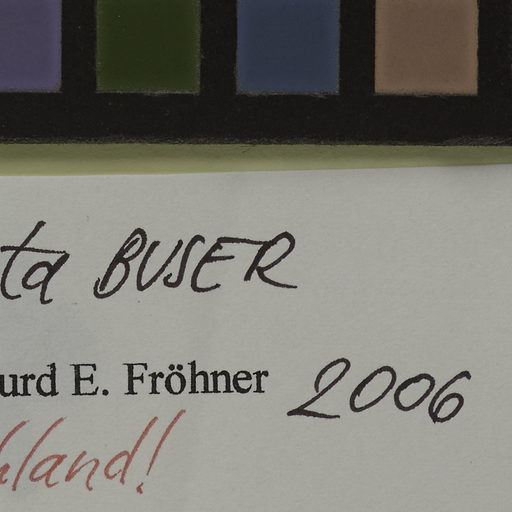 ta BUSER
urd E. Fröhner 2006
hland!